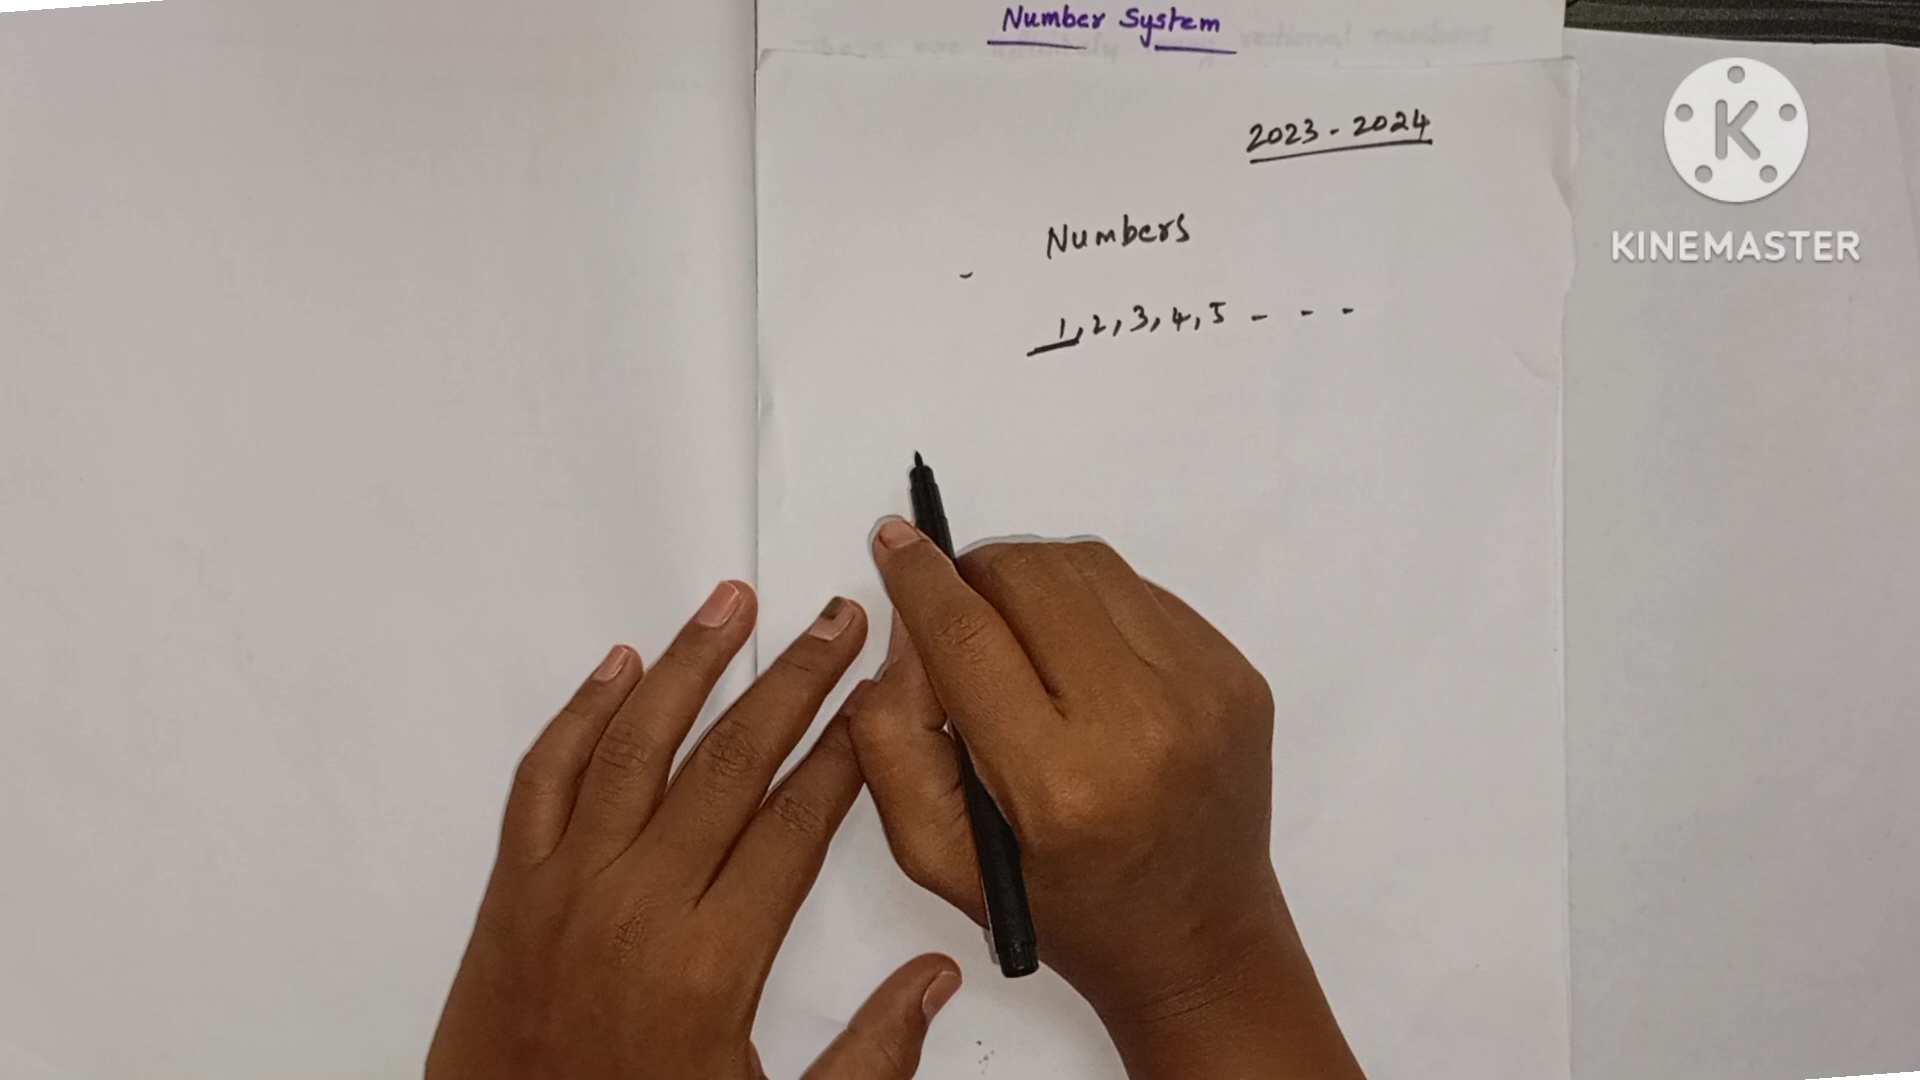 Number System
2023 - 2024
Numbers
1, 2, 3, 4, 5 - - -
K
KINEMASTER